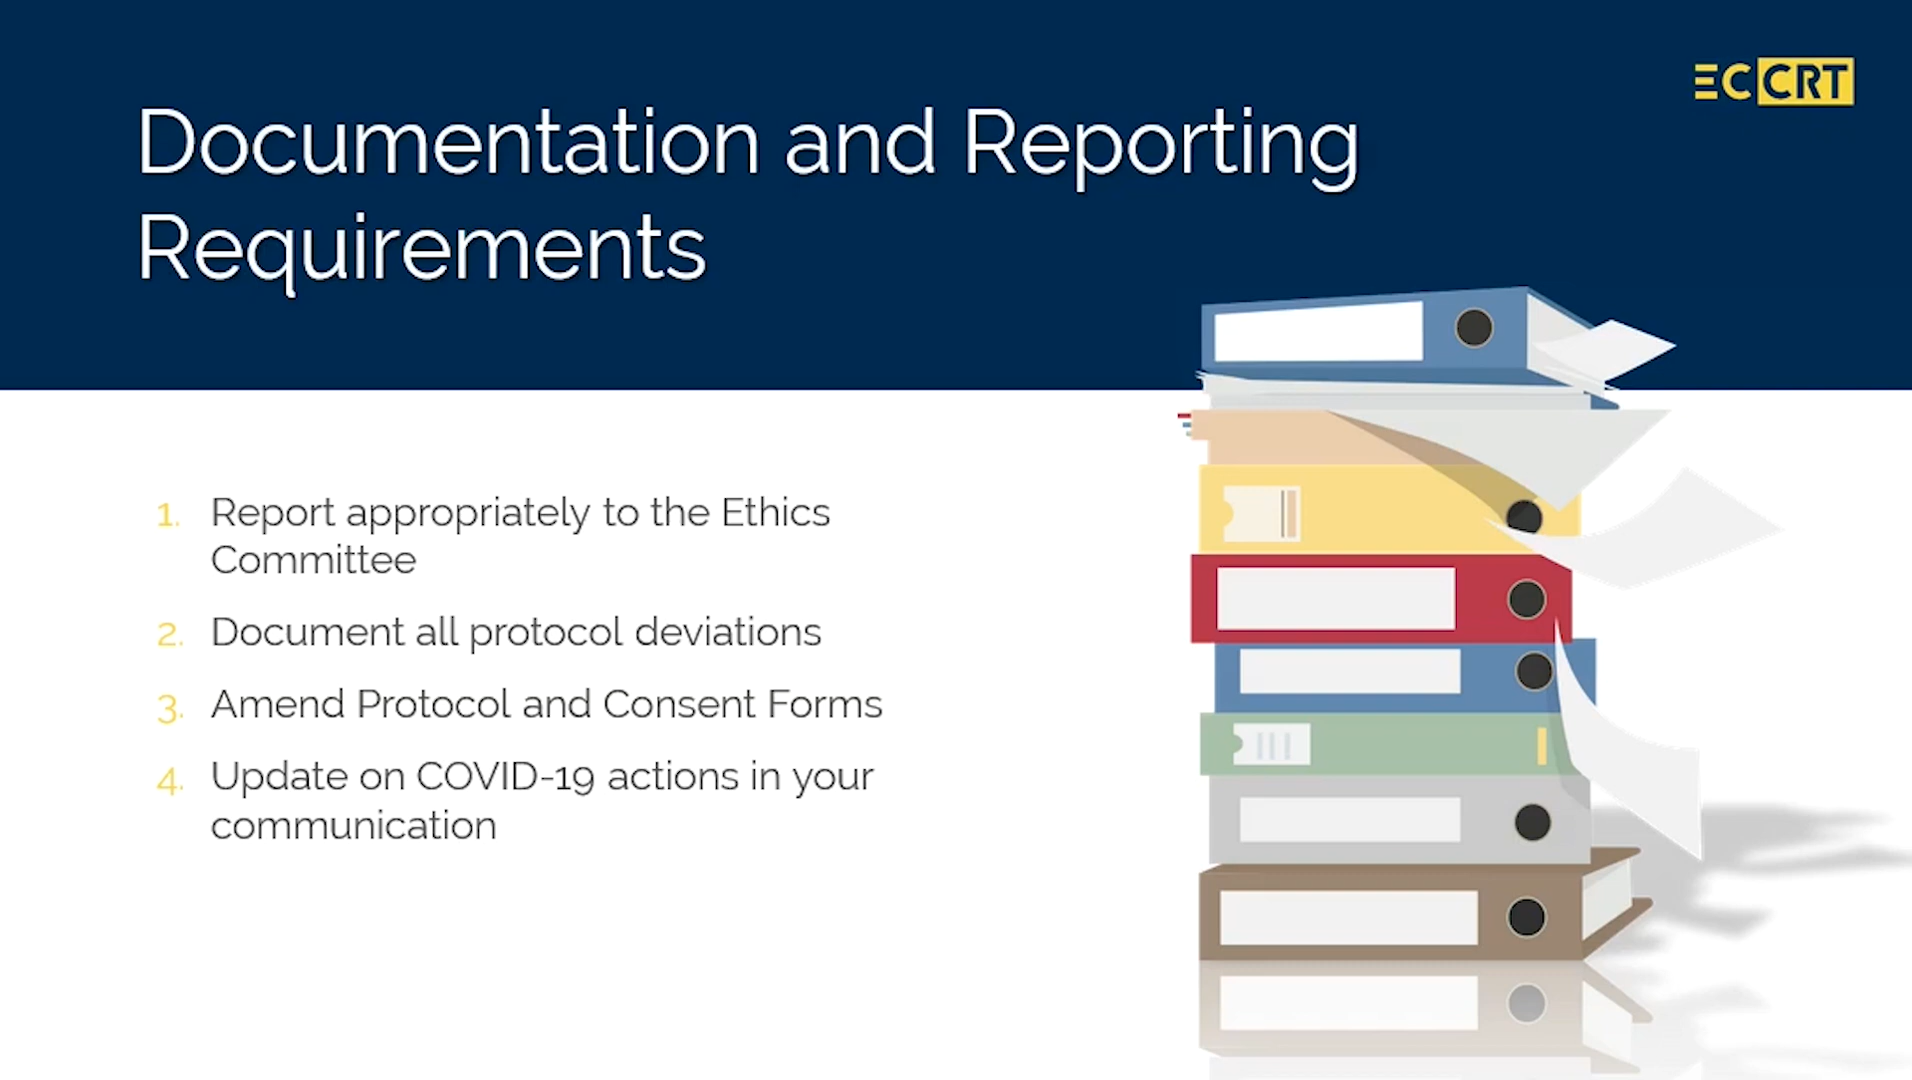 ECCRT
Documentation and Reporting
Requirements
1. Report appropriately to the Ethics
Committee
2. Document all protocol deviations
3. Amend Protocol and Consent Forms
4. Update on COVID-19 actions in your
communication